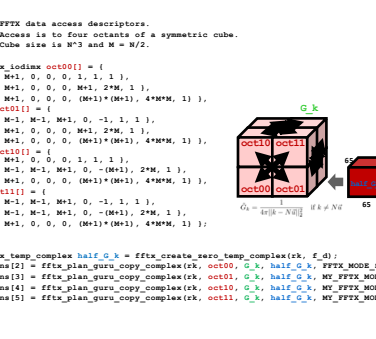 FFTX data access descriptors.
Access is to four octants of a symmetric cube.
Cube size is N^3 and M = N/2.
x_iodimx oct00[] = {
M+1, 0, 0, 0, 1, 1, 1 },
M+1, 0, 0, 0, M+1, 2*M, 1 },
M+1, 0, 0, 0, (M+1)*(M+1), 4*M*M, 1} },
ct01[] = {
M-1, M-1, M+1, 0, -1, 1, 1 },
M+1, 0, 0, 0, M+1, 2*M, 1 },
M+1, 0, 0, 0, (M+1)*(M+1), 4*M*M, 1 } },
ct10[] = {
M+1, 0, 0, 0, 1, 1, 1 },
M-1, M-1, M+1, 0, -(M+1), 2*M, 1 },
M+1, 0, 0, 0, (M+1)*(M+1), 4*M*M, 1 } },
t11[] = {
M-1, M-1, M+1, 0, -1, 1, 1 },
M-1, M-1, M+1, 0, -(M+1), 2*M, 1 },
M+1, 0, 0, 0, (M+1)*(M+1), 4*M*M, 1 } };
G_k
oct10 oct11
oct00 oct01
65
half_G
65
x_temp_complex half_G_k = fftx_create_zero_temp_complex(rk, f_d);
ns[2] = fftx_plan_guru_copy_complex(rk, oct00, G_k, half_G_k, FFTX_MODE_
ns[3] = fftx_plan_guru_copy_complex(rk, oct01, G_k, half_G_k, MY_FFTX_MOD
ns[4] = fftx_plan_guru_copy_complex(rk, oct10, G_k, half_G_k, MY_FFTX_MOD
ns[5] = fftx_plan_guru_copy_complex(rk, oct11, G_k, half_G_k, MY_FFTX_MOD